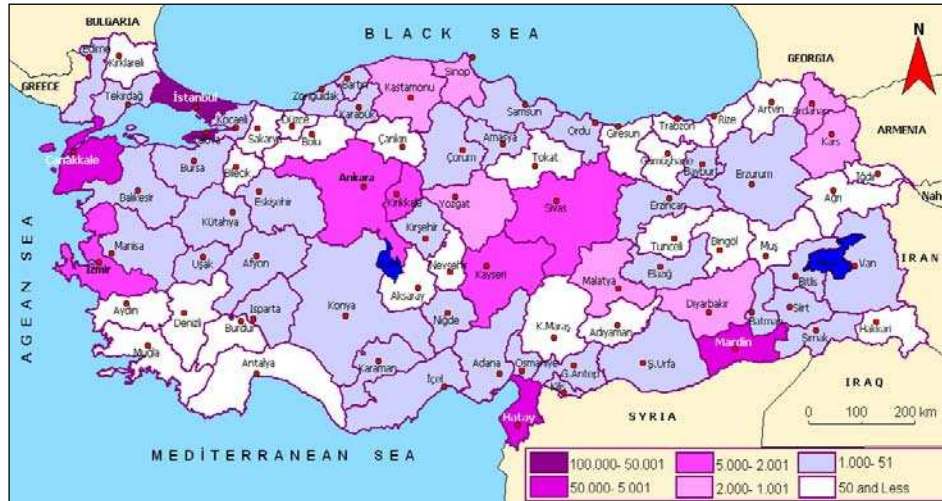 BULGARIA
BLACK SEA
N
GREECE
GEORGIA
ARMENIA
Nah
IRAN
IRAQ
SYRIA
AGEAN SEA
MEDİTERRANEAN SEA
Edirne
Kırklareli
Tekirdağ
İstanbul
Kocaeli
Sakarya
Düzce
Bolu
Zonguldak
Bartın
Karabük
Kastamonu
Sinop
Çankırı
Samsun
Amasya
Çorum
Tokat
Ordu
Giresun
Trabzon
Rize
Artvin
Ardahan
Kars
Gümüşhane
Bayburt
Erzurum
Erzincan
Iğdır
Ağrı
Çanakkale
Balıkesir
Bursa
Bilecik
Eskişehir
Kütahya
Ankara
Kırıkkale
Yozgat
Kırşehir
Sivas
Tunceli
Bingöl
Muş
Van
Bitlis
Elazığ
Malatya
Diyarbakır
Batman
Siirt
Şırnak
Hakkari
Mardin
Ş.Urfa
Adıyaman
K.Maraş
G.Antep
Kilis
Osmaniye
Hatay
Adana
İçel
Karaman
Konya
Niğde
Aksaray
Nevşehir
Kayseri
Afyon
Uşak
Manisa
İzmir
Aydın
Denizli
Muğla
Burdur
Isparta
Antalya
0 100 200 km
100.000- 50.001
5.000- 2.001
1.000- 51
50.000- 5.001
2.000- 1.001
50 and Less